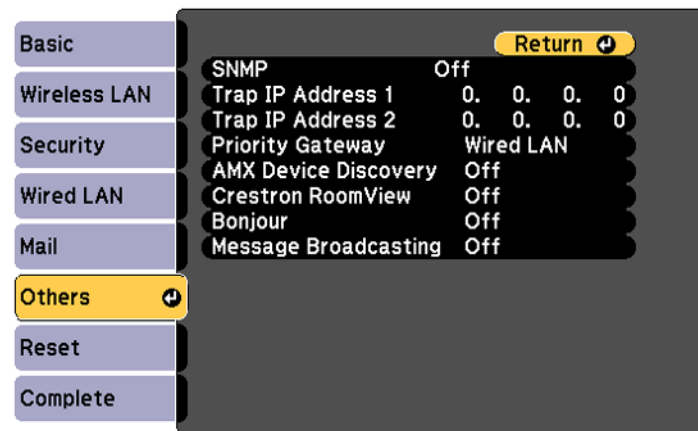 Basic
Wireless LAN
Security
Wired LAN
Mail
Others
Reset
Complete
Return
SNMP Off
Trap IP Address 1 0. 0. 0. 0
Trap IP Address 2 0. 0. 0. 0
Priority Gateway Wired LAN
AMX Device Discovery Off
Crestron RoomView Off
Bonjour Off
Message Broadcasting Off